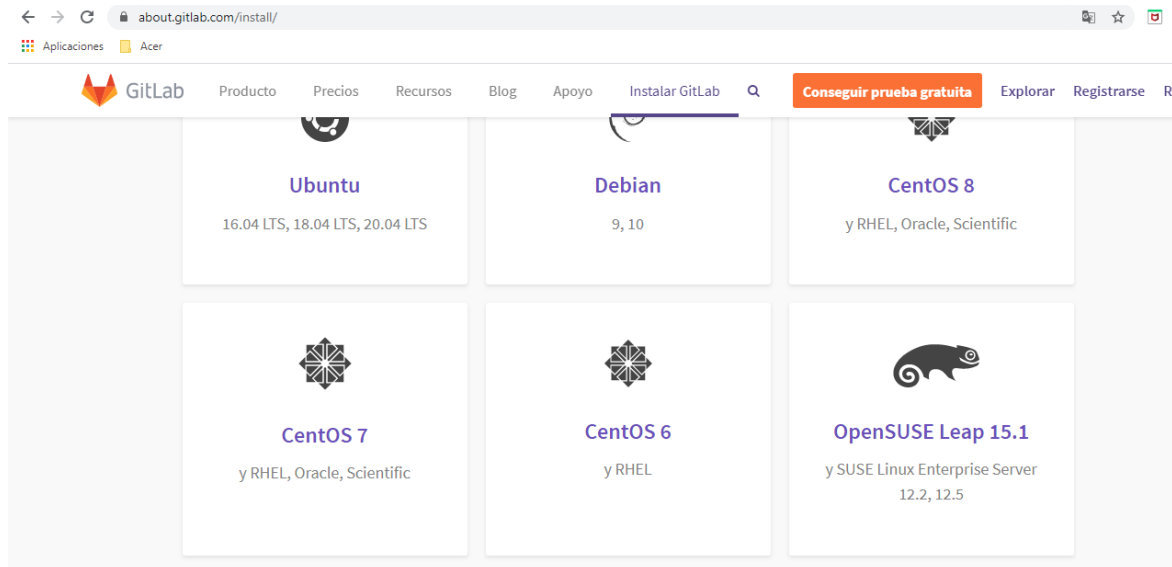 about.gitlab.com/install/
Aplicaciones Acer
GitLab Producto Precios Recursos Blog Apoyo Instalar GitLab Conseguir prueba gratuita Explorar Registrarse R
Ubuntu Debian CentOS 8
16.04 LTS, 18.04 LTS, 20.04 LTS 9, 10 y RHEL, Oracle, Scientific
CentOS 7 CentOS 6 OpenSUSE Leap 15.1
y RHEL, Oracle, Scientific y RHEL y SUSE Linux Enterprise Server
12.2, 12.5